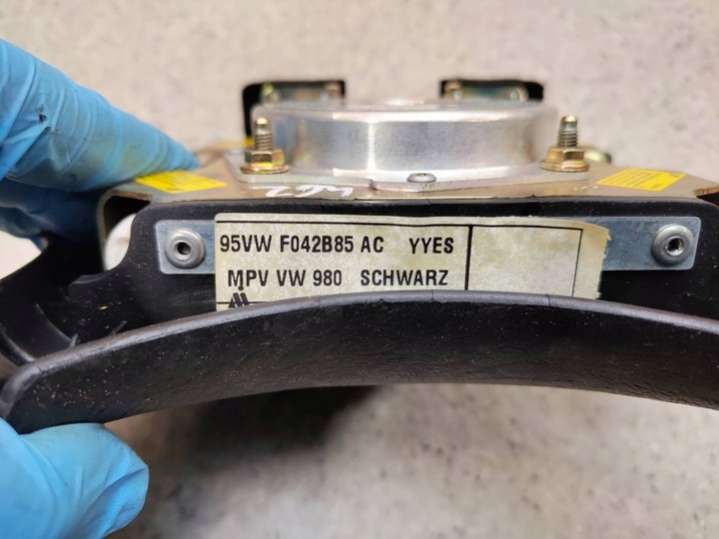 95VW F042B85 AC YYES
MPV VW 980 SCHWARZ